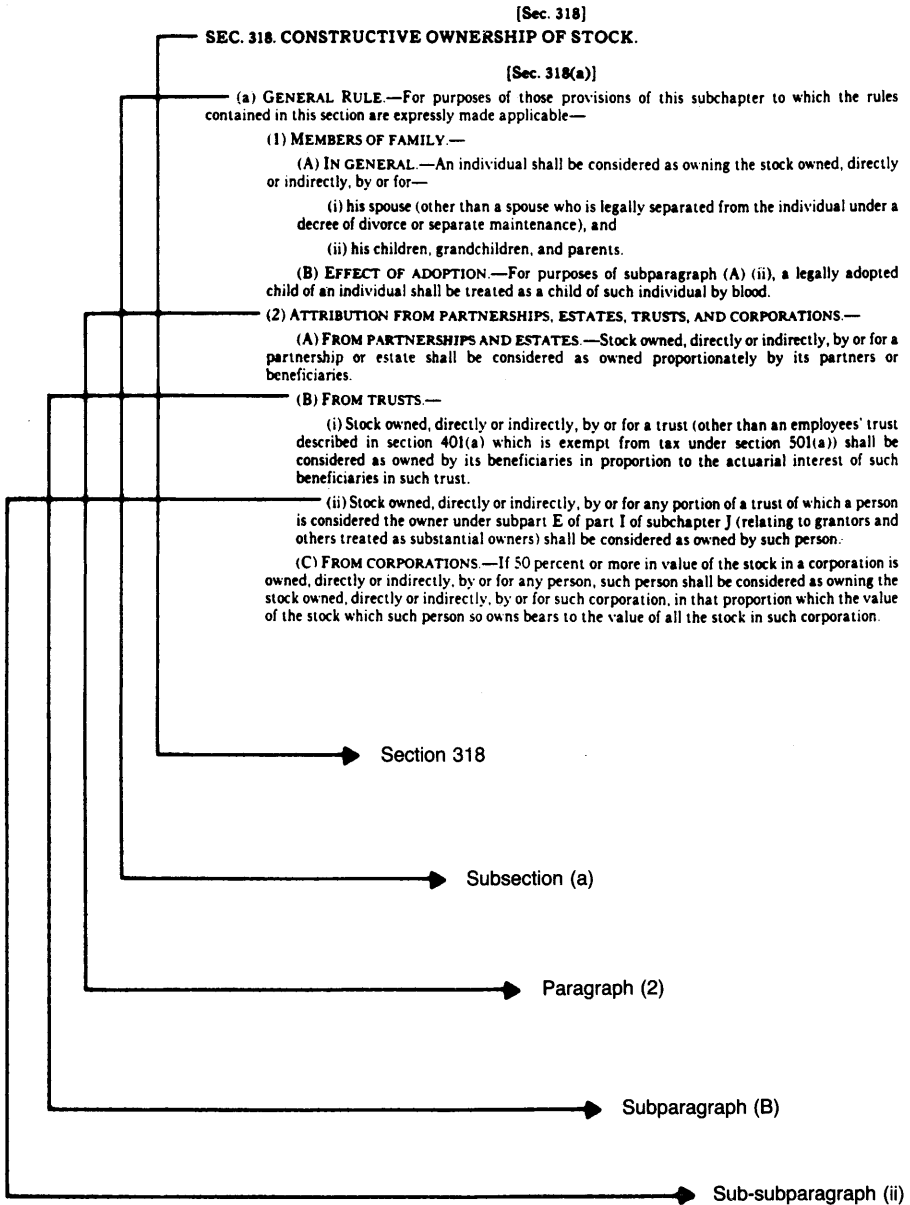 [Sec. 318]
SEC. 318. CONSTRUCTIVE OWNERSHIP OF STOCK.
[Sec. 318(a)]
(a) GENERAL RULE.—For purposes of those provisions of this subchapter to which the rules
contained in this section are expressly made applicable—
(1) MEMBERS OF FAMILY.—
(A) IN GENERAL.—An individual shall be considered as owning the stock owned, directly
or indirectly, by or for—
(i) his spouse (other than a spouse who is legally separated from the individual under a
decree of divorce or separate maintenance), and
(ii) his children, grandchildren, and parents.
(B) EFFECT OF ADOPTION.—For purposes of subparagraph (A) (ii), a legally adopted
child of an individual shall be treated as a child of such individual by blood.
(2) ATTRIBUTION FROM PARTNERSHIPS, ESTATES, TRUSTS, AND CORPORATIONS.—
(A) FROM PARTNERSHIPS AND ESTATES.—Stock owned, directly or indirectly, by or for a
partnership or estate shall be considered as owned proportionately by its partners or
beneficiaries.
(B) FROM TRUSTS.—
(i) Stock owned, directly or indirectly, by or for a trust (other than an employees' trust
described in section 401(a) which is exempt from tax under section 501(a)) shall be
considered as owned by its beneficiaries in proportion to the actuarial interest of such
beneficiaries in such trust.
(ii) Stock owned, directly or indirectly, by or for any portion of a trust of which a person
is considered the owner under subpart E of part I of subchapter J (relating to grantors and
others treated as substantial owners) shall be considered as owned by such person.
(C) FROM CORPORATIONS.—If 50 percent or more in value of the stock in a corporation is
owned, directly or indirectly, by or for any person, such person shall be considered as owning the
stock owned, directly or indirectly, by or for such corporation, in that proportion which the value
of the stock which such person so owns bears to the value of all the stock in such corporation.
Section 318
Subsection (a)
Paragraph (2)
Subparagraph (B)
Sub-subparagraph (ii)